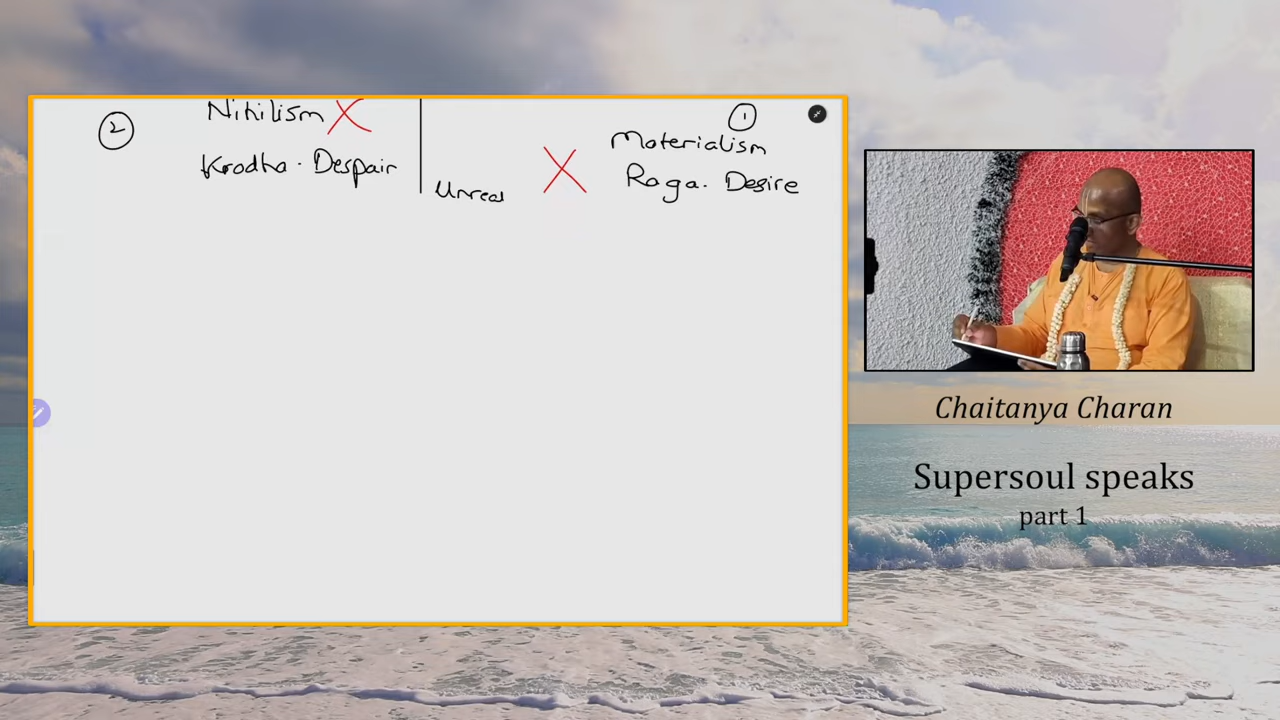 2
Nihilism
Krodha. Despair
Unreal
1
Materialism
Raga. Desire
Chaitanya Charan
Supersoul speaks
part 1